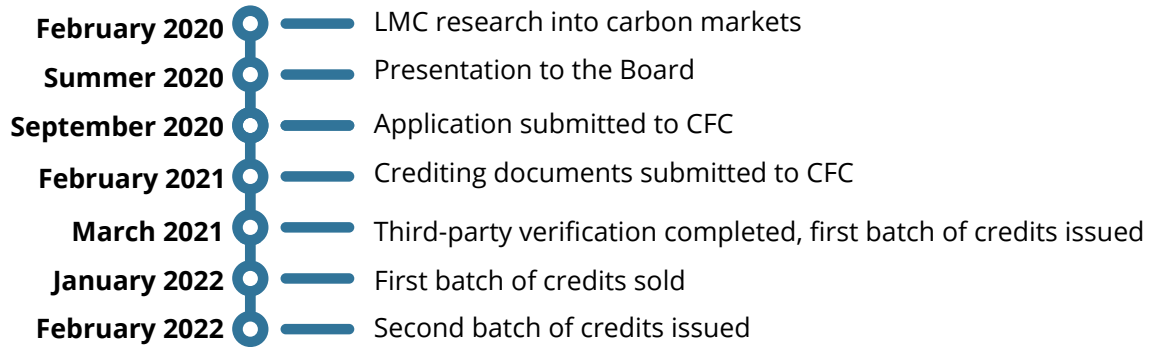 February 2020 LMC research into carbon markets
Summer 2020 Presentation to the Board
September 2020 Application submitted to CFC
February 2021 Crediting documents submitted to CFC
March 2021 Third-party verification completed, first batch of credits issued
January 2022 First batch of credits sold
February 2022 Second batch of credits issued